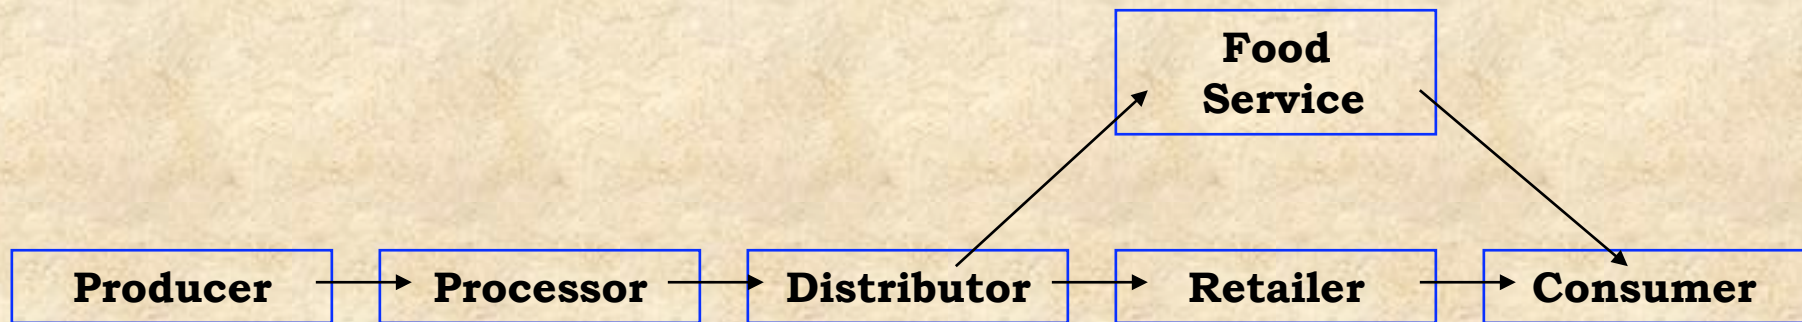 Food
Service
Producer
Processor
Distributor
Retailer
Consumer